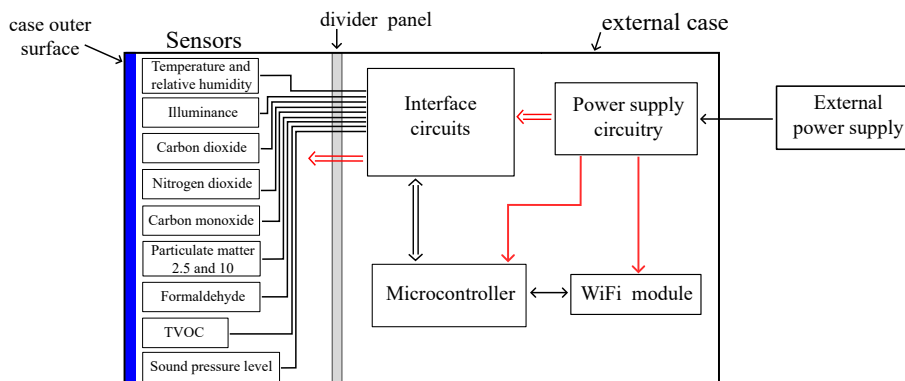 case outer
surface
Sensors
divider panel
external case
Temperature and
relative humidity
Illuminance
Carbon dioxide
Nitrogen dioxide
Carbon monoxide
Particulate matter
2.5 and 10
Formaldehyde
TVOC
Sound pressure level
Interface
circuits
Power supply
circuitry
External
power supply
Microcontroller
WiFi module